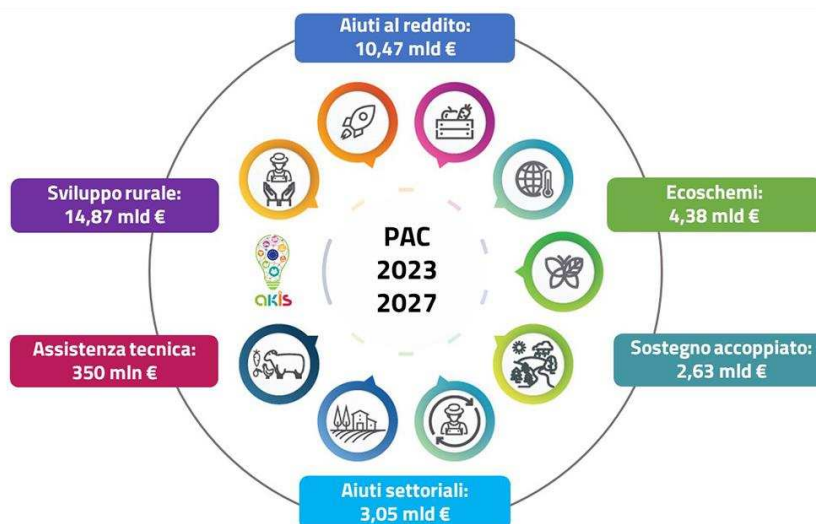 Aiuti al reddito:
10,47 mld €
Sviluppo rurale:
14,87 mld €
Ecoschemi:
4,38 mld €
PAC
2023
2027
akis
Assistenza tecnica:
350 mln €
Sostegno accoppiato:
2,63 mld €
Aiuti settoriali:
3,05 mld €